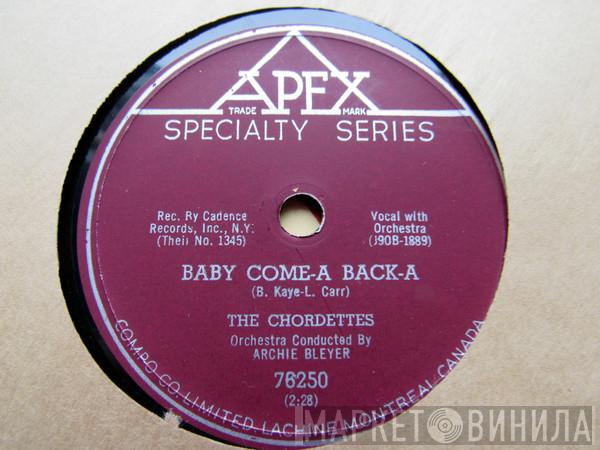 APEX
TRADE MARK
SPECIALTY SERIES
Rec. By Cadence
Records, Inc., N.Y.
(Their No. 1345)
Vocal with
Orchestra
(J9OB-1889)
BABY COME-A BACK-A
(B. Kaye-L. Carr)
THE CHORDETTES
Orchestra Conducted By
ARCHIE BLEYER
76250
(2:28)
COMPO CO. LIMITED. LACHINE. MONTREAL. CANADA
МАРКЕТ ВИНИЛА